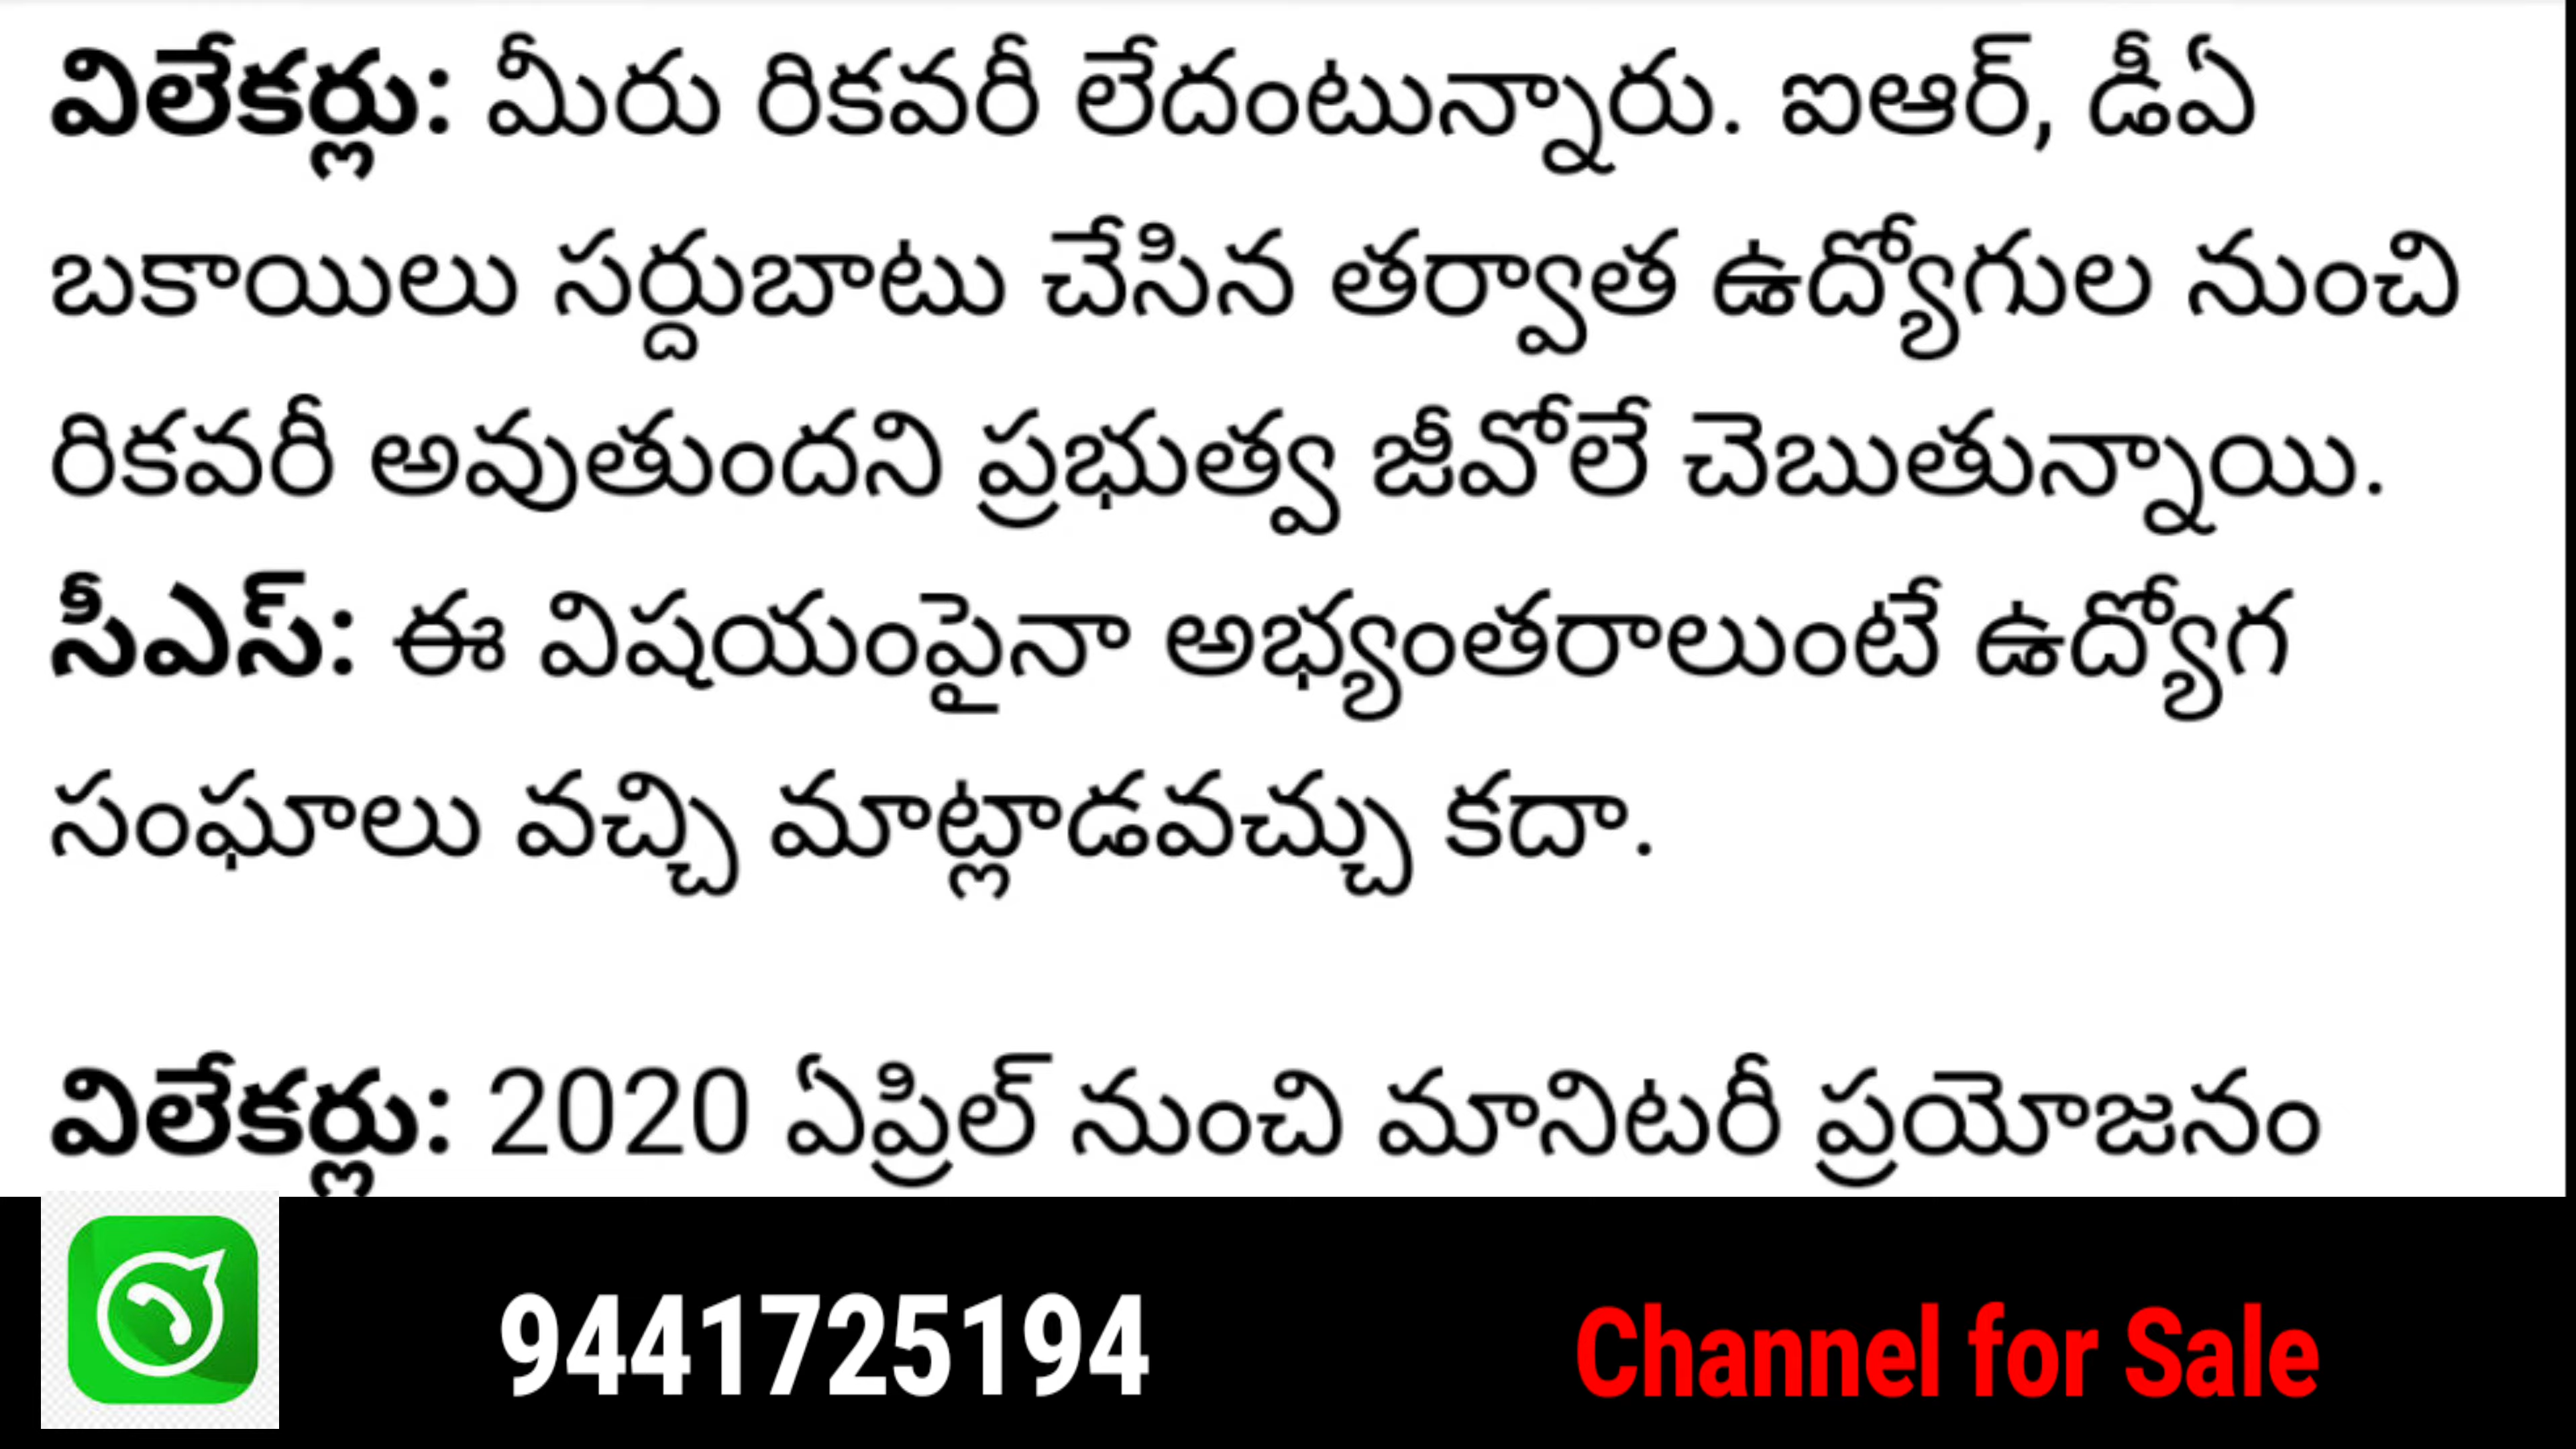 విలేకర్లు: మీరు రికవరీ లేదంటున్నారు. ఐఆర్, డీఏ
బకాయిలు సర్దుబాటు చేసిన తర్వాత ఉద్యోగుల నుంచి
రికవరీ అవుతుందని ప్రభుత్వ జీవోలే చెబుతున్నాయి.
సీఎస్: ఈ విషయంపైనా అభ్యంతరాలుంటే ఉద్యోగ
సంఘాలు వచ్చి మాట్లాడవచ్చు కదా.
విలేకర్లు: 2020 ఏప్రిల్ నుంచి మానిటరీ ప్రయోజనం
9441725194
Channel for Sale